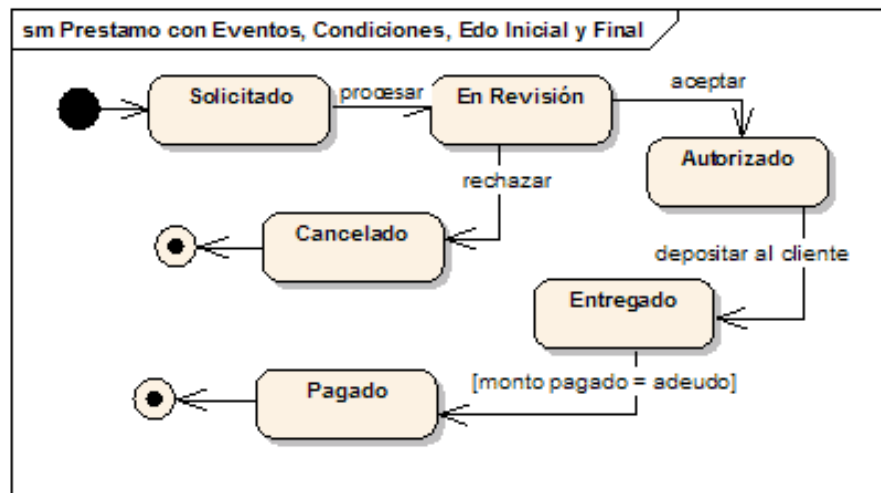 sm Prestamo con Eventos, Condiciones, Edo Inicial y Final
Solicitado
procesar
En Revisión
aceptar
Autorizado
rechazar
Cancelado
depositar al cliente
Entregado
[monto pagado = adeudo]
Pagado